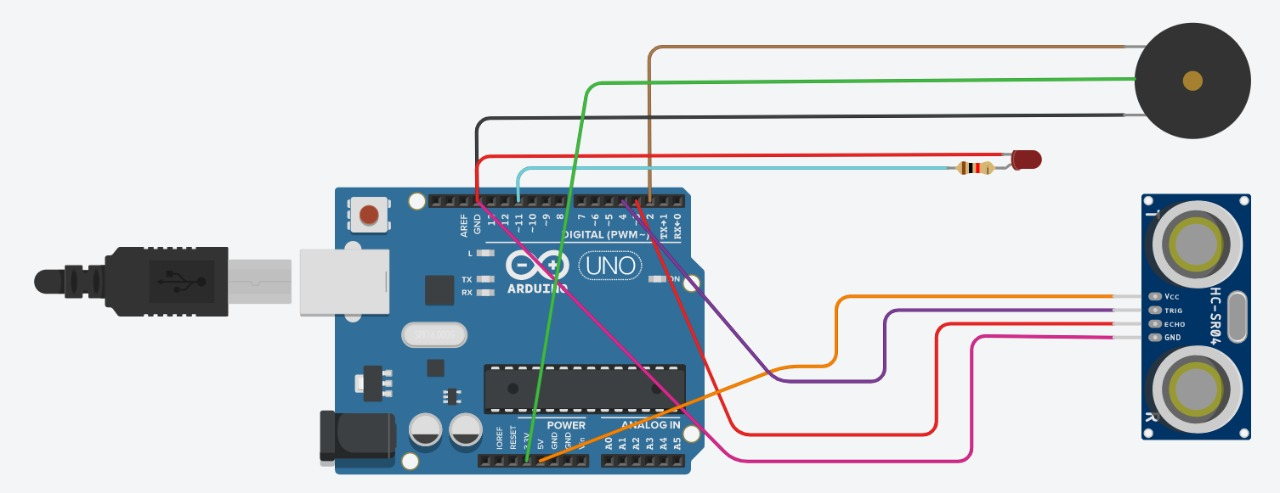 AREF
GND
12
~11
~10
~9
8
7
~6
~5
4
2
TX→1
RX←0
DIGITAL (PWM~)
L
TX
RX
ON
UNO
ARDUINO
POWER
ANALOG IN
IOREF
RESET
3.3V
5V
GND
GND
Vin
A0
A1
A2
A3
A4
A5
T
Vcc
TRIG
ECHO
GND
HC-SR04
R